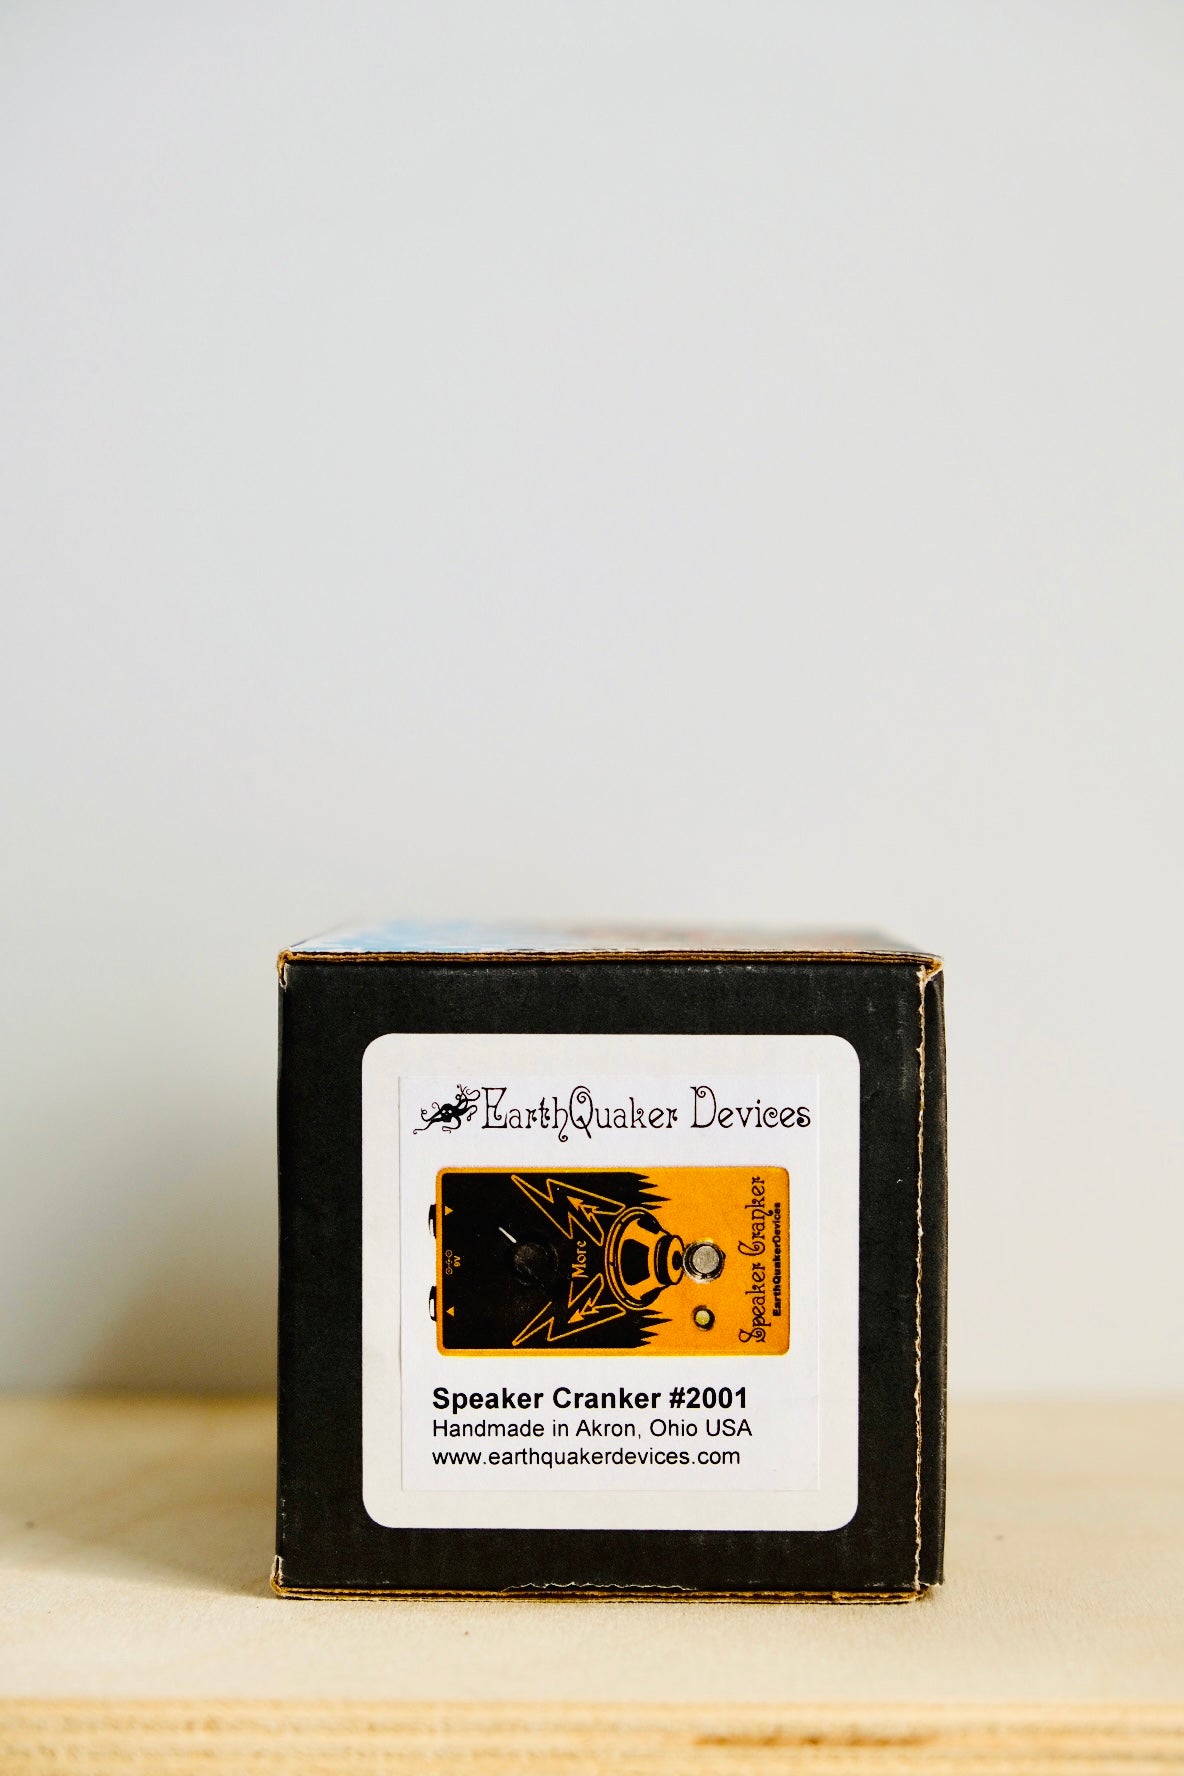 EarthQuaker Devices
9V
More
Speaker Cranker
EarthQuakerDevices
Speaker Cranker #2001
Handmade in Akron, Ohio USA
www.earthquakerdevices.com